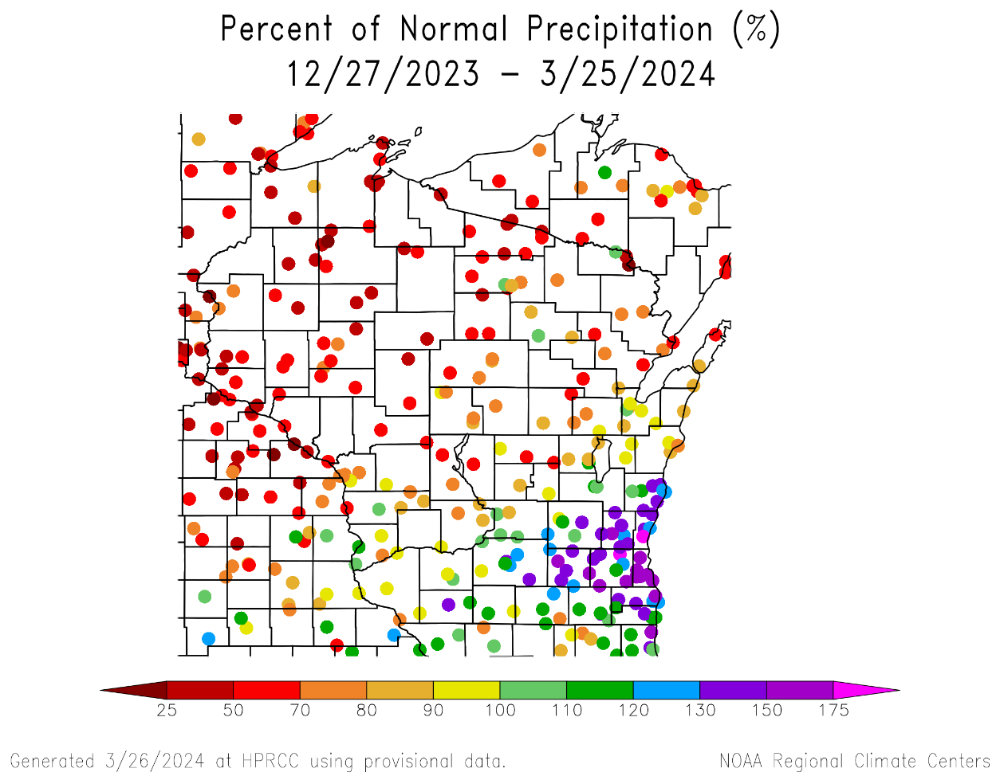 Percent of Normal Precipitation (%)
12/27/2023 – 3/25/2024
25 50 70 80 90 100 110 120 130 150 175
Generated 3/26/2024 at HPRCC using provisional data.
NOAA Regional Climate Centers